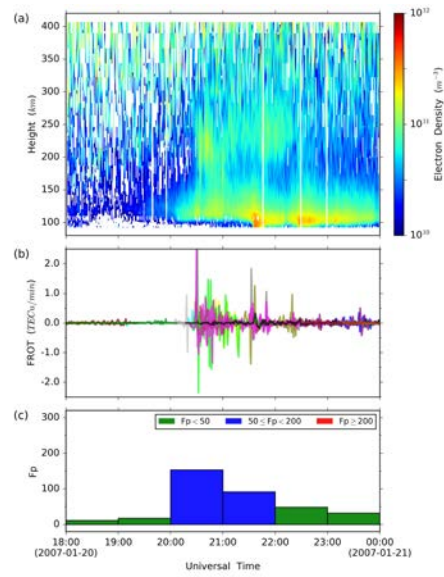 (a)
400
350
300
250
200
150
100
Height (km)
10^12
10^11
10^10
Electron Density (m^-3)
(b)
2.0
1.0
0.0
-1.0
-2.0
FROT (TECu/min)
(c)
300
200
100
0
Fp
Fp < 50
50 ≤ Fp < 200
Fp ≥ 200
18:00 19:00 20:00 21:00 22:00 23:00 00:00
(2007-01-20) (2007-01-21)
Universal Time